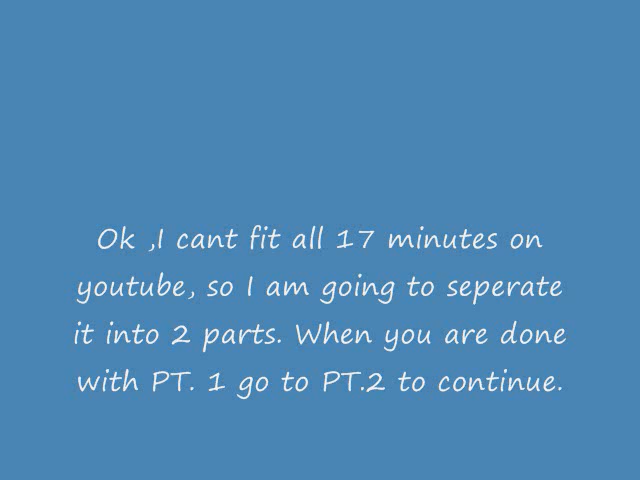 Ok ,I cant fit all 17 minutes on
youtube, so I am going to seperate
it into 2 parts. When you are done
with PT. 1 go to PT.2 to continue.